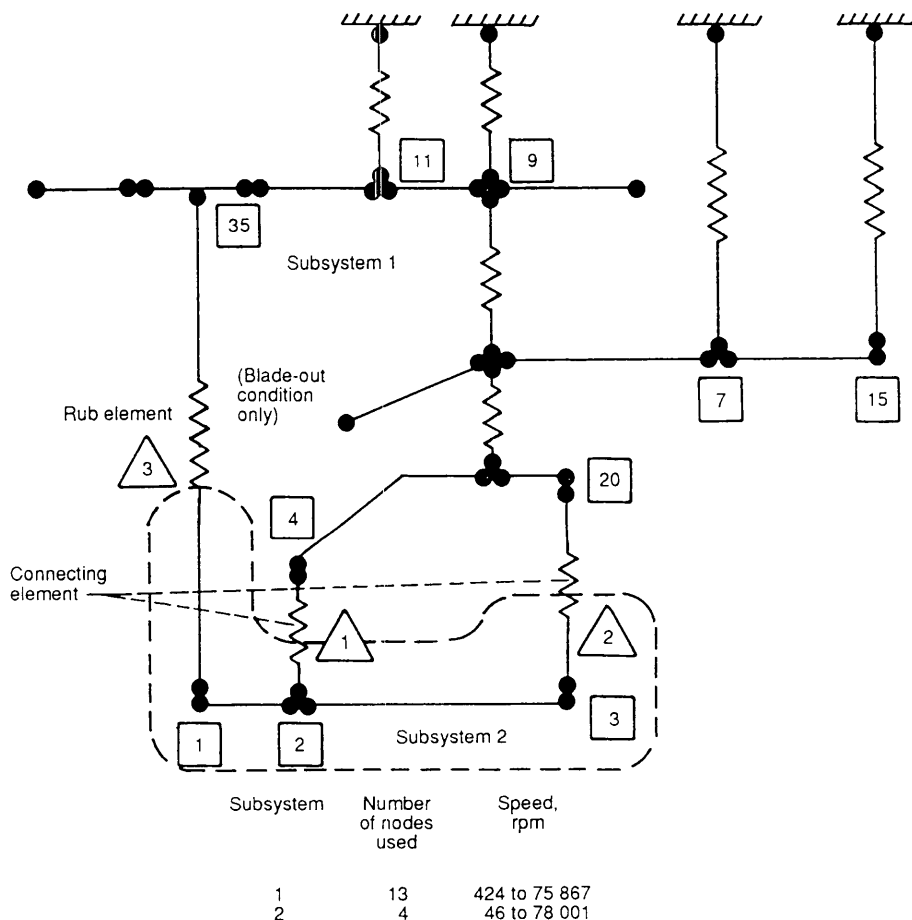 11
9
35
Subsystem 1
(Blade-out
condition
only)
Rub element
3
7
15
4
20
Connecting
element
1
2
1
2
Subsystem 2
3
Subsystem Number of nodes used Speed, rpm
1 13 424 to 75 867
2 4 46 to 78 001